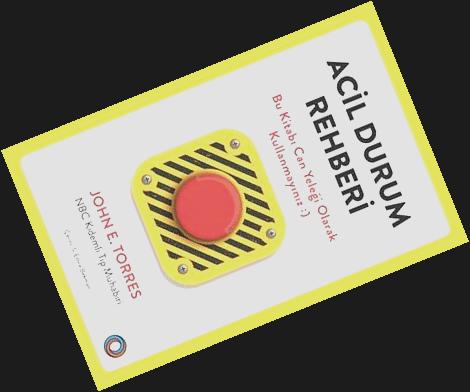 ACİL DURUM
REHBERİ
Bu Kitabı Can Yeleği Olarak
Kullanmayınız :)
JOHN E. TORRES
NBC Kıdemli Tıp Muhabiri